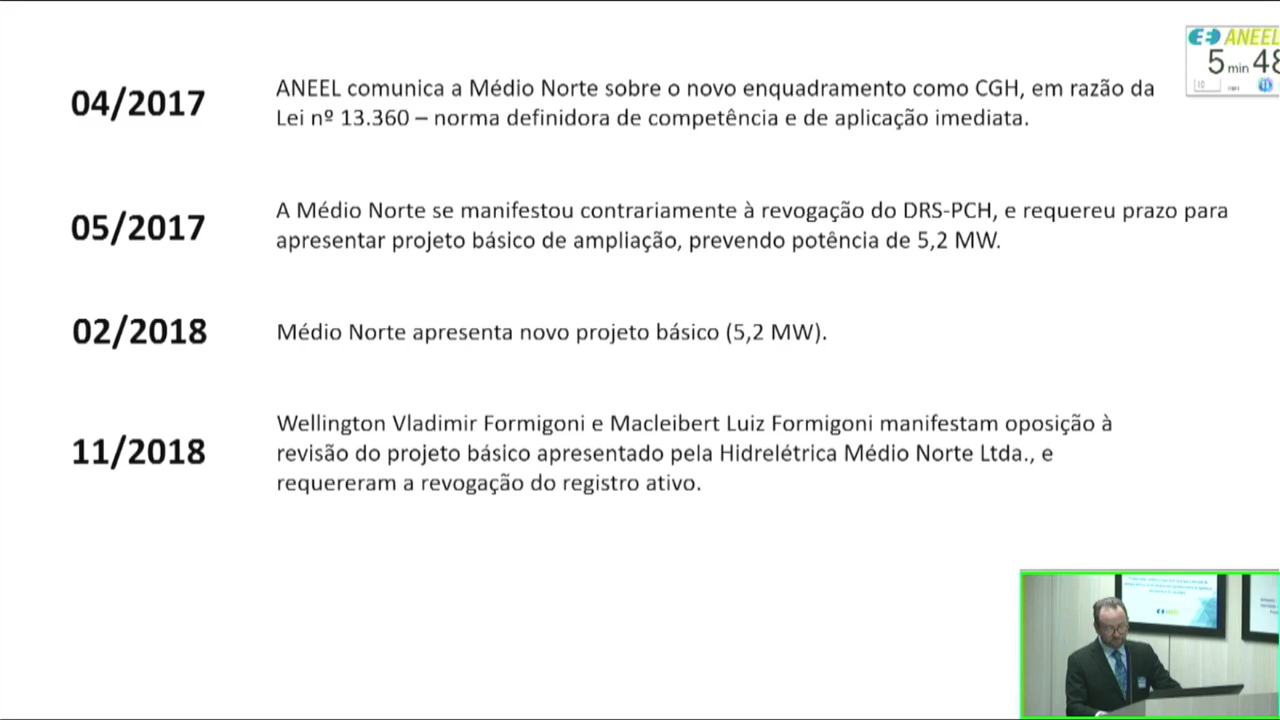 ANEEL
5 min 48
04/2017
ANEEL comunica a Médio Norte sobre o novo enquadramento como CGH, em razão da
Lei nº 13.360 – norma definidora de competência e de aplicação imediata.
05/2017
A Médio Norte se manifestou contrariamente à revogação do DRS-PCH, e requereu prazo para
apresentar projeto básico de ampliação, prevendo potência de 5,2 MW.
02/2018
Médio Norte apresenta novo projeto básico (5,2 MW).
11/2018
Wellington Vladimir Formigoni e Macleibert Luiz Formigoni manifestam oposição à
revisão do projeto básico apresentado pela Hidrelétrica Médio Norte Ltda., e
requereram a revogação do registro ativo.
ANEEL